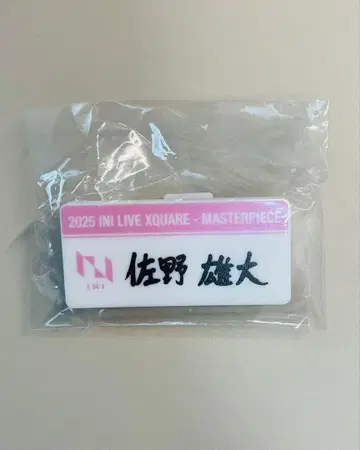 2025 INI LIVE XQUARE - MASTERPIECE-
INI
佐野 雄大